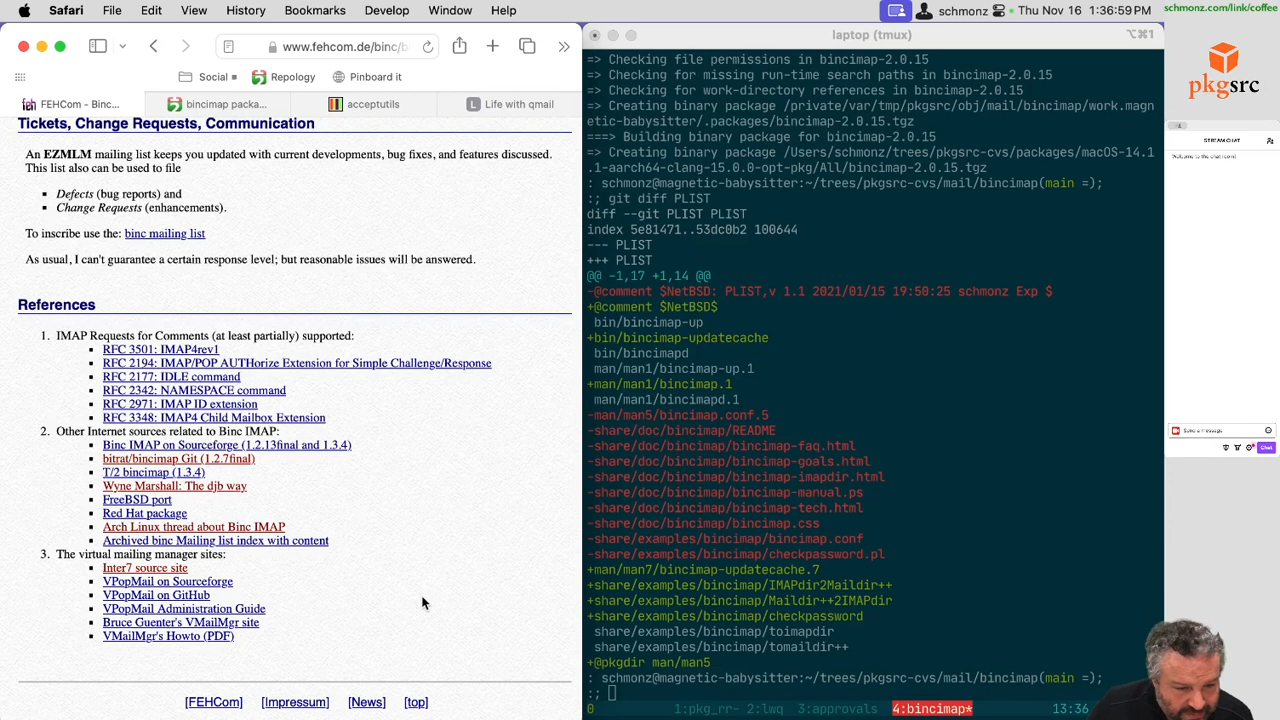 Safari File Edit View History Bookmarks Develop Window Help
schmonz Thu Nov 16 1:36:59 PM
schmonz.com/link/coffee
www.fehcom.de/binc/b
Social Repology Pinboard it
FEHCom - Binc... bincimap packa... acceptutils Life with qmail
Tickets, Change Requests, Communication
An EZMLM mailing list keeps you updated with current developments, bug fixes, and features discussed.
This list also can be used to file
Defects (bug reports) and
Change Requests (enhancements).
To inscribe use the: binc mailing list
As usual, I can't guarantee a certain response level; but reasonable issues will be answered.
References
1. IMAP Requests for Comments (at least partially) supported:
RFC 3501: IMAP4rev1
RFC 2194: IMAP/POP AUTHorize Extension for Simple Challenge/Response
RFC 2177: IDLE command
RFC 2342: NAMESPACE command
RFC 2971: IMAP ID extension
RFC 3348: IMAP4 Child Mailbox Extension
2. Other Internet sources related to Binc IMAP:
Binc IMAP on Sourceforge (1.2.13final and 1.3.4)
bitrat/bincimap Git (1.2.7final)
T/2 bincimap (1.3.4)
Wyne Marshall: The djb way
FreeBSD port
Red Hat package
Arch Linux thread about Binc IMAP
Archived binc Mailing list index with content
3. The virtual mailing manager sites:
Inter7 source site
VPopMail on Sourceforge
VPopMail on GitHub
VPopMail Administration Guide
Bruce Guenter's VMailMgr site
VMailMgr's Howto (PDF)
[FEHCom] [Impressum] [News] [top]
laptop (tmux) ⌥⌘1
=> Checking file permissions in bincimap-2.0.15
=> Checking for missing run-time search paths in bincimap-2.0.15
=> Checking for work-directory references in bincimap-2.0.15
=> Creating binary package /private/var/tmp/pkgsrc/obj/mail/bincimap/work.magn
etic-babysitter/.packages/bincimap-2.0.15.tgz
===> Building binary package for bincimap-2.0.15
=> Creating binary package /Users/schmonz/trees/pkgsrc-cvs/packages/macOS-14.1
.1-aarch64-clang-15.0.0-opt-pkg/All/bincimap-2.0.15.tgz
: schmonz@magnetic-babysitter:~/trees/pkgsrc-cvs/mail/bincimap(main =);
:; git diff PLIST
diff --git PLIST PLIST
index 5e81471..53dc0b2 100644
--- PLIST
+++ PLIST
@@ -1,17 +1,14 @@
-@comment $NetBSD: PLIST,v 1.1 2021/01/15 19:50:25 schmonz Exp $
+@comment $NetBSD$
bin/bincimap-up
+bin/bincimap-updatecache
bin/bincimapd
man/man1/bincimap-up.1
+man/man1/bincimap.1
man/man1/bincimapd.1
-man/man5/bincimap.conf.5
-share/doc/bincimap/README
-share/doc/bincimap/bincimap-faq.html
-share/doc/bincimap/bincimap-goals.html
-share/doc/bincimap/bincimap-imapdir.html
-share/doc/bincimap/bincimap-manual.ps
-share/doc/bincimap/bincimap-tech.html
-share/doc/bincimap/bincimap.css
-share/examples/bincimap/bincimap.conf
-share/examples/bincimap/checkpassword.pl
+man/man7/bincimap-updatecache.7
+share/examples/bincimap/IMAPdir2Maildir++
+share/examples/bincimap/Maildir++2IMAPdir
+share/examples/bincimap/checkpassword
share/examples/bincimap/toimapdir
share/examples/bincimap/tomaildir++
+@pkgdir man/man5
: schmonz@magnetic-babysitter:~/trees/pkgsrc-cvs/mail/bincimap(main =);
:;
0 1:pkg_rr- 2:lwq 3:approvals 4:bincimap* 13:36
pkgsrc
STREAM CHAT
Welcome to the chat room!
Send a message
Chat